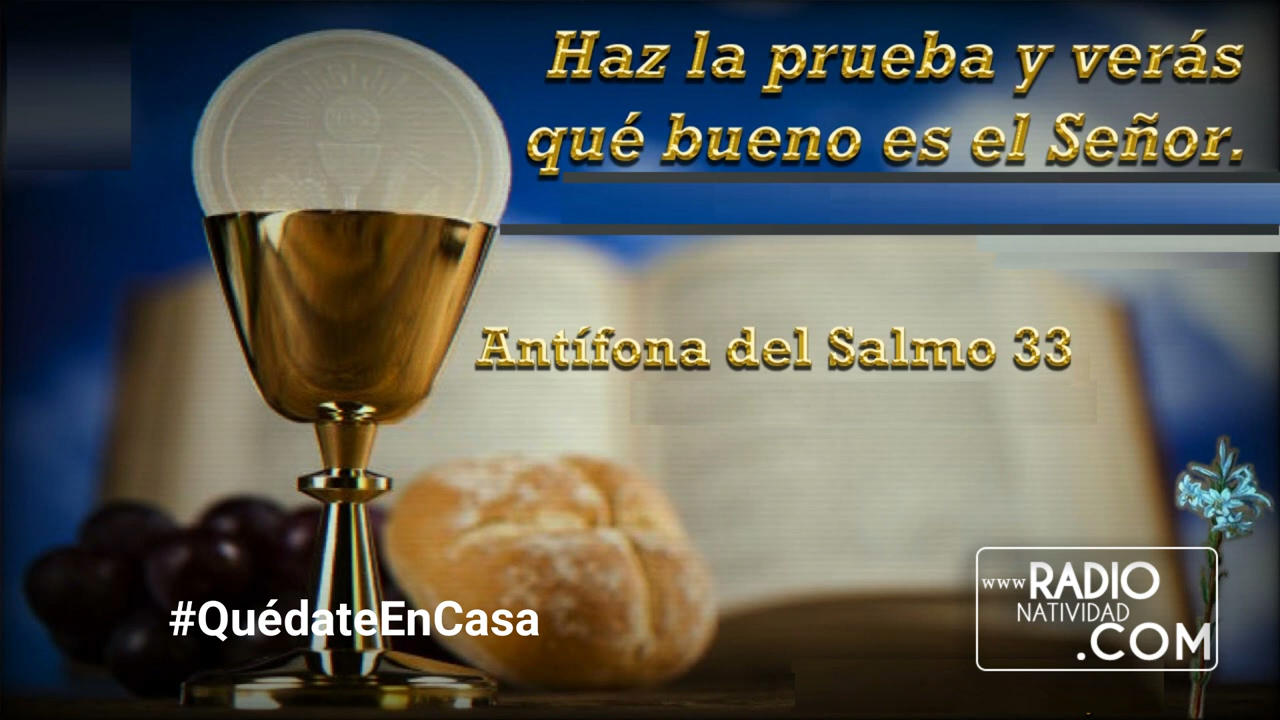 Haz la prueba y verás
qué bueno es el Señor.
Antífona del Salmo 33
#QuédateEnCasa
www RADIO
NATIVIDAD
.COM